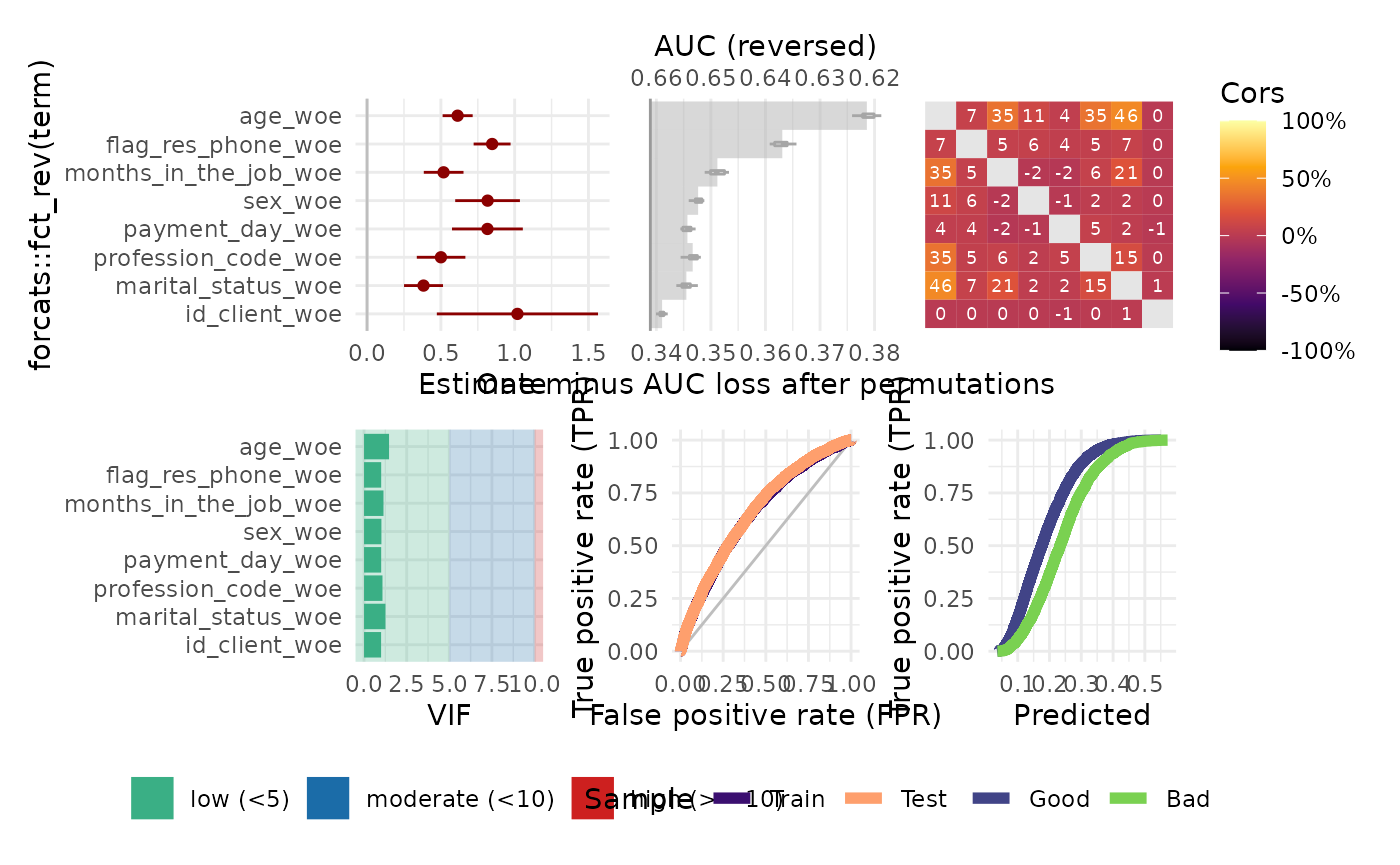 AUC (reversed)
0.66 0.65 0.64 0.63 0.62
forcats::fct_rev(term)
age_woe
flag_res_phone_woe
months_in_the_job_woe
sex_woe
payment_day_woe
profession_code_woe
marital_status_woe
id_client_woe
0.0 0.5 1.0 1.5
Estimate
0.34 0.35 0.36 0.37 0.38
One minus AUC loss after permutations
7 35 11 4 35 46 0
7 5 6 4 5 7 0
35 5 -2 -2 6 21 0
11 6 -2 -1 2 2 0
4 4 -2 -1 5 2 -1
35 5 6 2 5 15 0
46 7 21 2 2 15 1
0 0 0 0 -1 0 1
Cors
100%
50%
0%
-50%
-100%
age_woe
flag_res_phone_woe
months_in_the_job_woe
sex_woe
payment_day_woe
profession_code_woe
marital_status_woe
id_client_woe
0.0 2.5 5.0 7.5 10.0
VIF
True positive rate (TPR)
1.00
0.75
0.50
0.25
0.00
0.00 0.25 0.50 0.75 1.00
False positive rate (FPR)
True positive rate (TPR)
1.00
0.75
0.50
0.25
0.00
0.1 0.2 0.3 0.4 0.5
Predicted
low (<5) moderate (<10) high (>= 10) Sample Train Test Good Bad